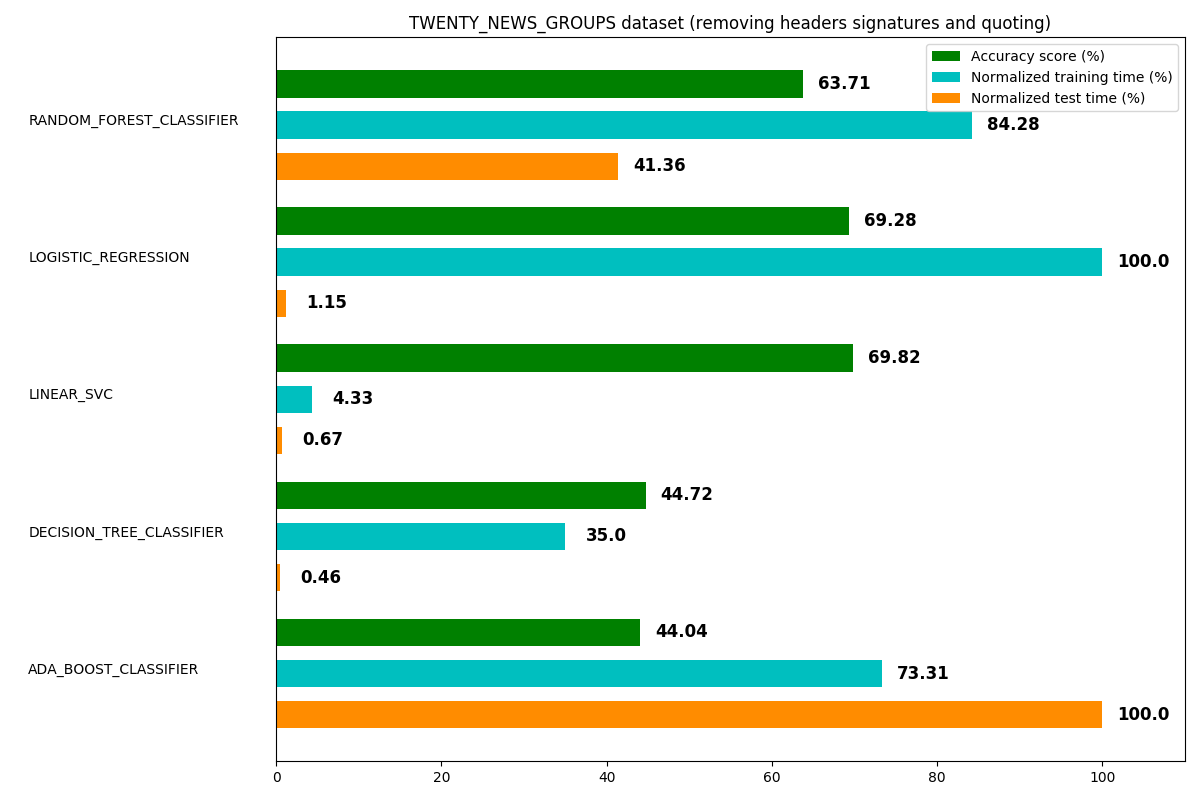 TWENTY_NEWS_GROUPS dataset (removing headers signatures and quoting)
Accuracy score (%)
Normalized training time (%)
Normalized test time (%)
RANDOM_FOREST_CLASSIFIER
63.71
84.28
41.36
LOGISTIC_REGRESSION
69.28
100.0
1.15
LINEAR_SVC
69.82
4.33
0.67
DECISION_TREE_CLASSIFIER
44.72
35.0
0.46
ADA_BOOST_CLASSIFIER
44.04
73.31
100.0
0 20 40 60 80 100